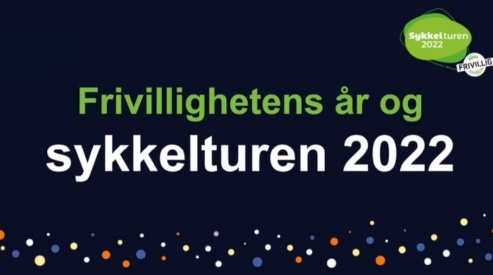 Sykkelturen
2022
FRIVILLIG
Frivillighetens år og
sykkelturen 2022